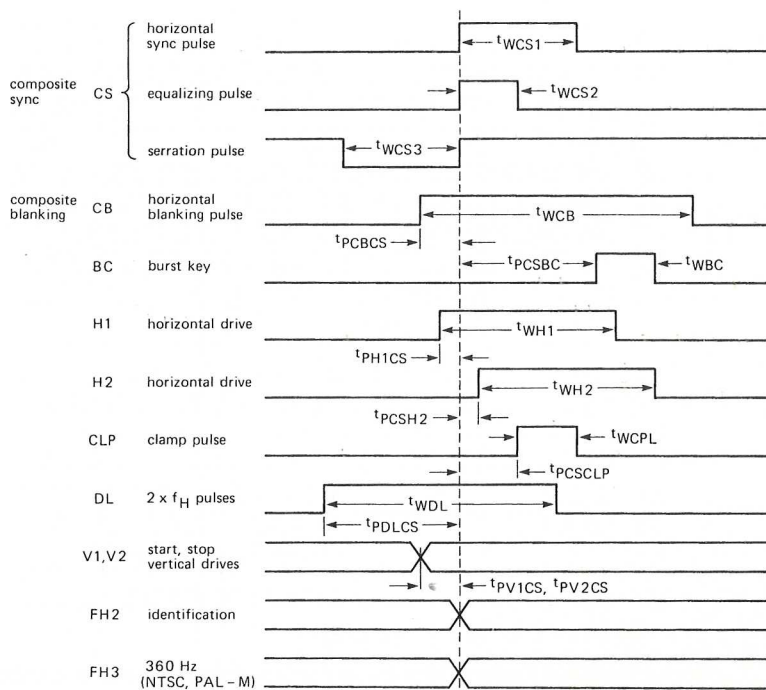 horizontal
sync pulse
tWCS1
composite
sync
CS
equalizing pulse
tWCS2
serration pulse
tWCS3
composite
blanking
CB
horizontal
blanking pulse
tWCB
tPCBCS
BC
burst key
tPCSBC
tWBC
H1
horizontal drive
tWH1
tPH1CS
H2
horizontal drive
tWH2
tPCSH2
CLP
clamp pulse
tWCPL
tPCSCLP
DL
2 x fH pulses
tWDL
tPDLCS
V1,V2
start, stop
vertical drives
tPV1CS, tPV2CS
FH2
identification
FH3
360 Hz
(NTSC, PAL – M)